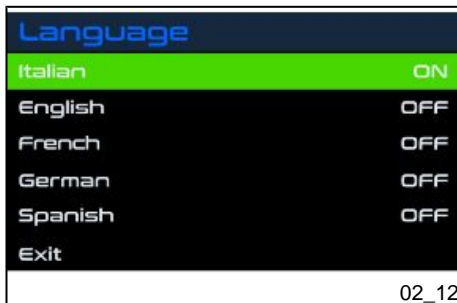 Language
Italian ON
English OFF
French OFF
German OFF
Spanish OFF
Exit
02_12